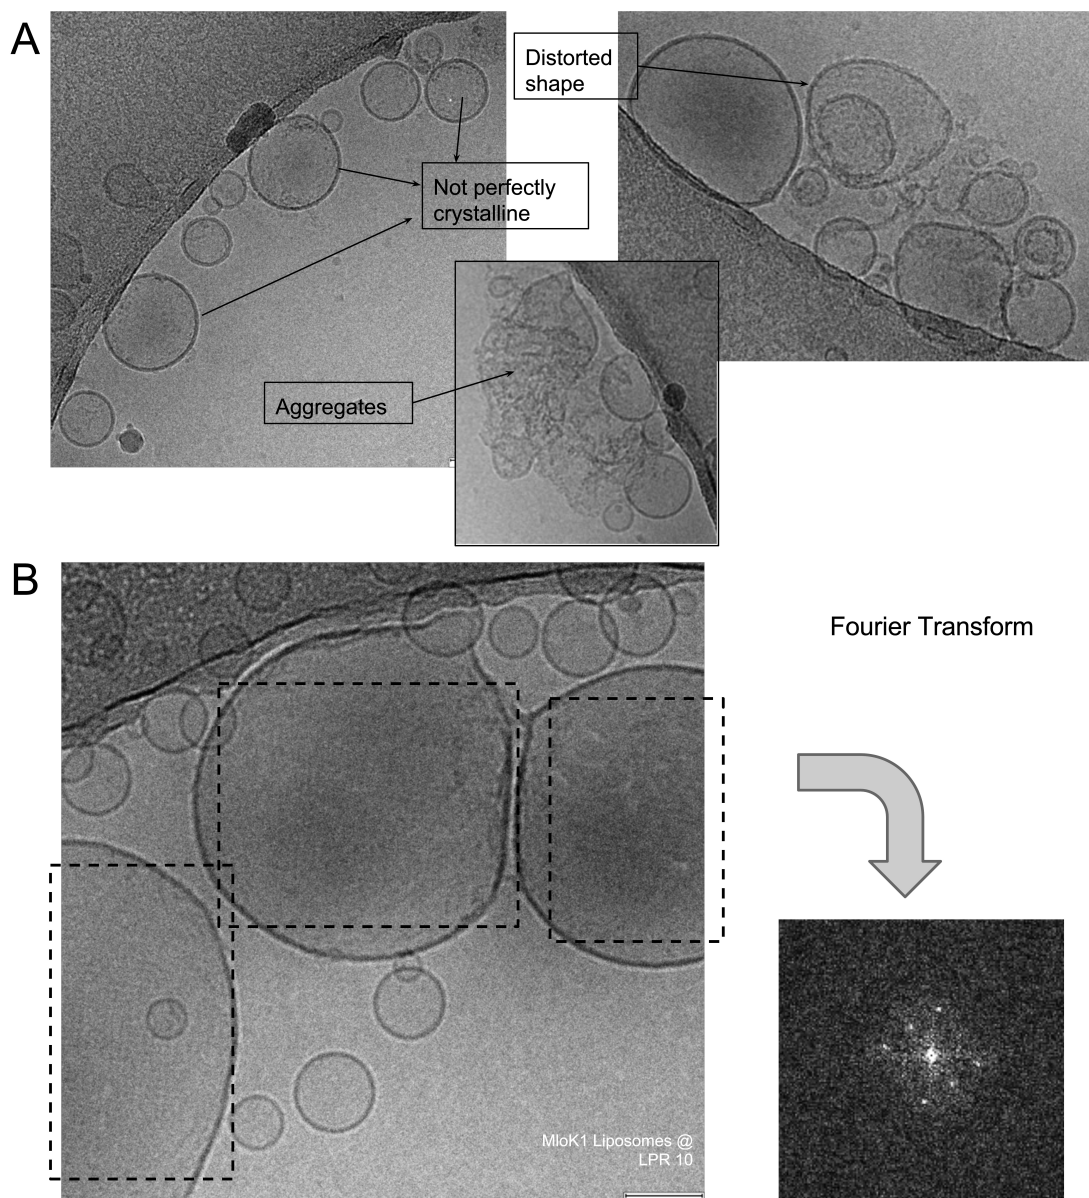 A
Distorted
shape
Not perfectly
crystalline
Aggregates
B
Fourier Transform
MloK1 Liposomes @
LPR 10